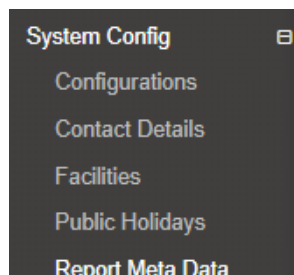 System Config
Configurations
Contact Details
Facilities
Public Holidays
Report Meta Data